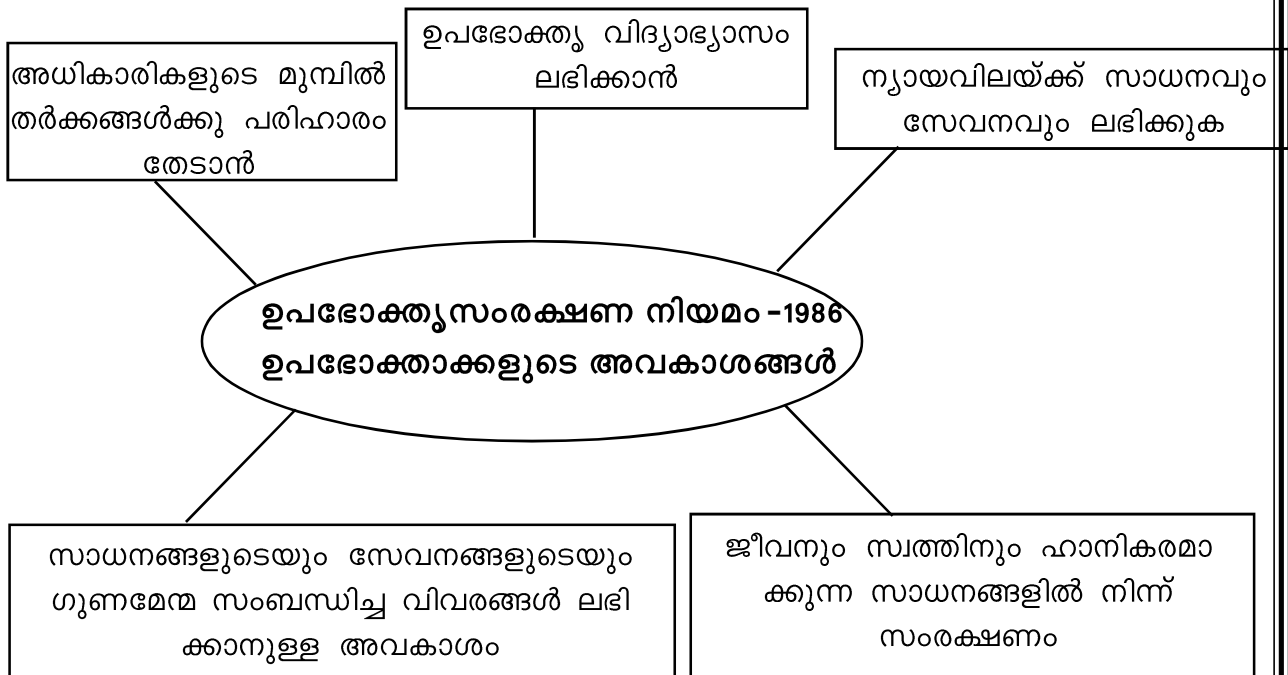 അധികാരികളുടെ മുമ്പിൽ
തർക്കങ്ങൾക്കു പരിഹാരം
തേടാൻ
ഉപഭോക്തൃ വിദ്യാഭ്യാസം
ലഭിക്കാൻ
ന്യായവിലയ്ക്ക് സാധനവും
സേവനവും ലഭിക്കുക
ഉപഭോക്തൃസംരക്ഷണ നിയമം -1986
ഉപഭോക്താക്കളുടെ അവകാശങ്ങൾ
സാധനങ്ങളുടെയും സേവനങ്ങളുടെയും
ഗുണമേന്മ സംബന്ധിച്ച വിവരങ്ങൾ ലഭി
ക്കാനുള്ള അവകാശം
ജീവനും സ്വത്തിനും ഹാനികരമാ
ക്കുന്ന സാധനങ്ങളിൽ നിന്ന്
സംരക്ഷണം